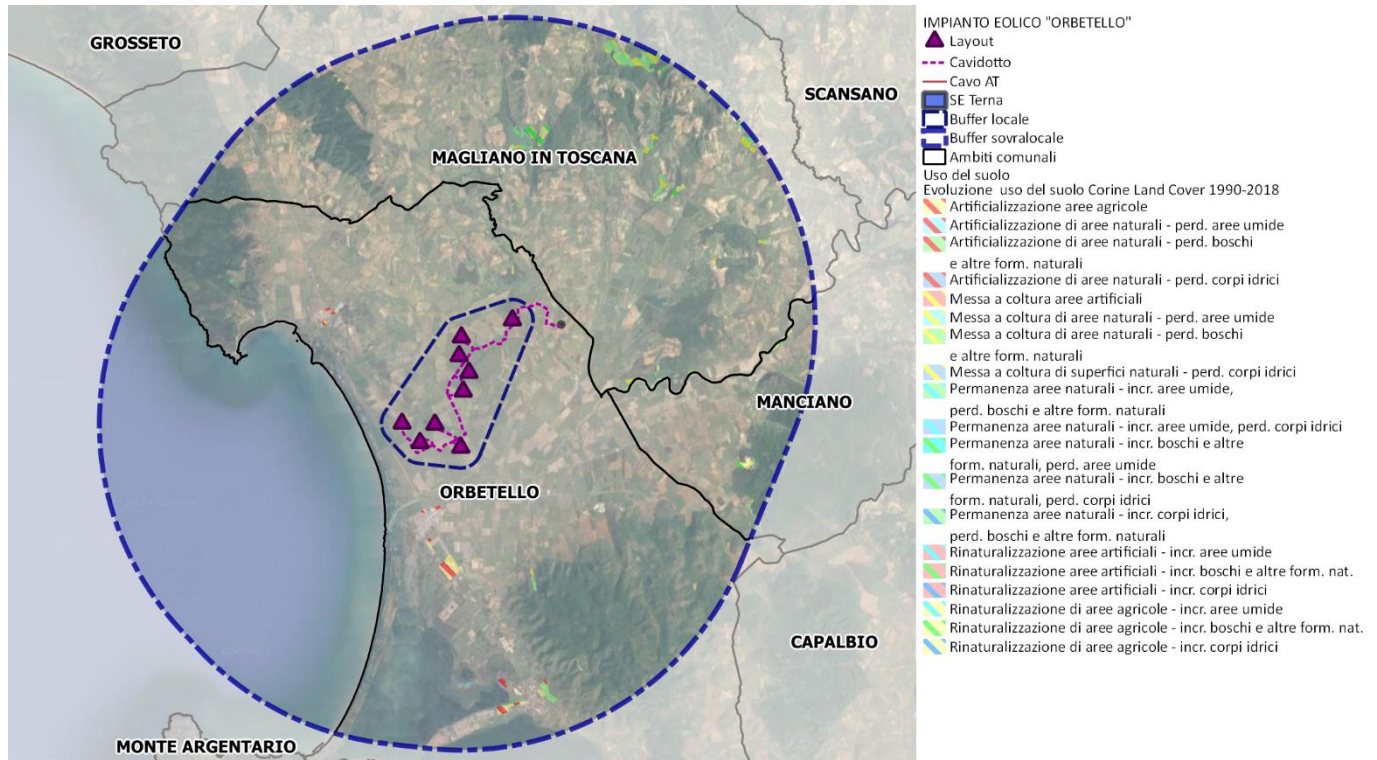 GROSSETO
SCANSANO
MAGLIANO IN TOSCANA
MANCIANO
ORBETELLO
CAPALBIO
MONTE ARGENTARIO
IMPIANTO EOLICO "ORBETELLO"
Layout
Cavidotto
Cavo AT
SE Terna
Buffer locale
Buffer sovralocale
Ambiti comunali
Uso del suolo
Evoluzione uso del suolo Corine Land Cover 1990-2018
Artificializzazione aree agricole
Artificializzazione di aree naturali - perd. aree umide
Artificializzazione di aree naturali - perd. boschi
e altre form. naturali
Artificializzazione di aree naturali - perd. corpi idrici
Messa a coltura aree artificiali
Messa a coltura di aree naturali - perd. aree umide
Messa a coltura di aree naturali - perd. boschi
e altre form. naturali
Messa a coltura di superfici naturali - perd. corpi idrici
Permanenza aree naturali - incr. aree umide,
perd. boschi e altre form. naturali
Permanenza aree naturali - incr. aree umide, perd. corpi idrici
Permanenza aree naturali - incr. boschi e altre
form. naturali, perd. aree umide
Permanenza aree naturali - incr. boschi e altre
form. naturali, perd. corpi idrici
Permanenza aree naturali - incr. corpi idrici,
perd. boschi e altre form. naturali
Rinaturalizzazione aree artificiali - incr. aree umide
Rinaturalizzazione aree artificiali - incr. boschi e altre form. nat.
Rinaturalizzazione aree artificiali - incr. corpi idrici
Rinaturalizzazione di aree agricole - incr. aree umide
Rinaturalizzazione di aree agricole - incr. boschi e altre form. nat.
Rinaturalizzazione di aree agricole - incr. corpi idrici